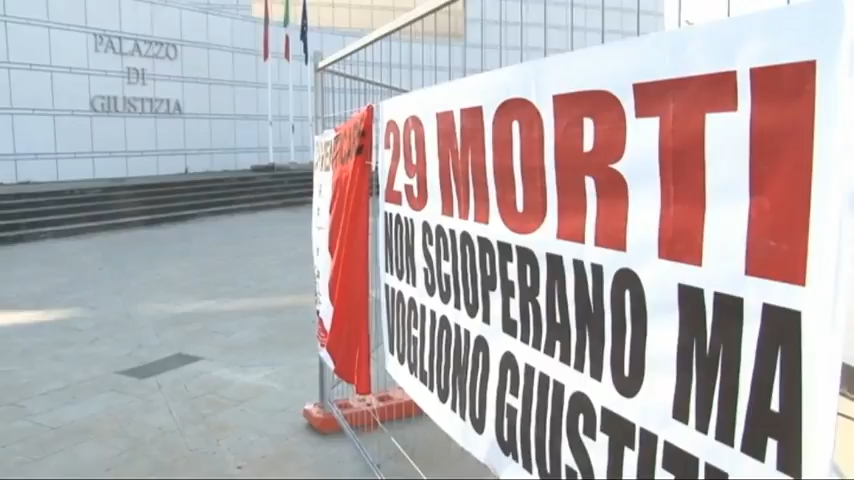 PALAZZO
DI
GIUSTIZIA
29 MORTI
NON SCIOPERANO MA
VOGLIONO GIUSTIZIA